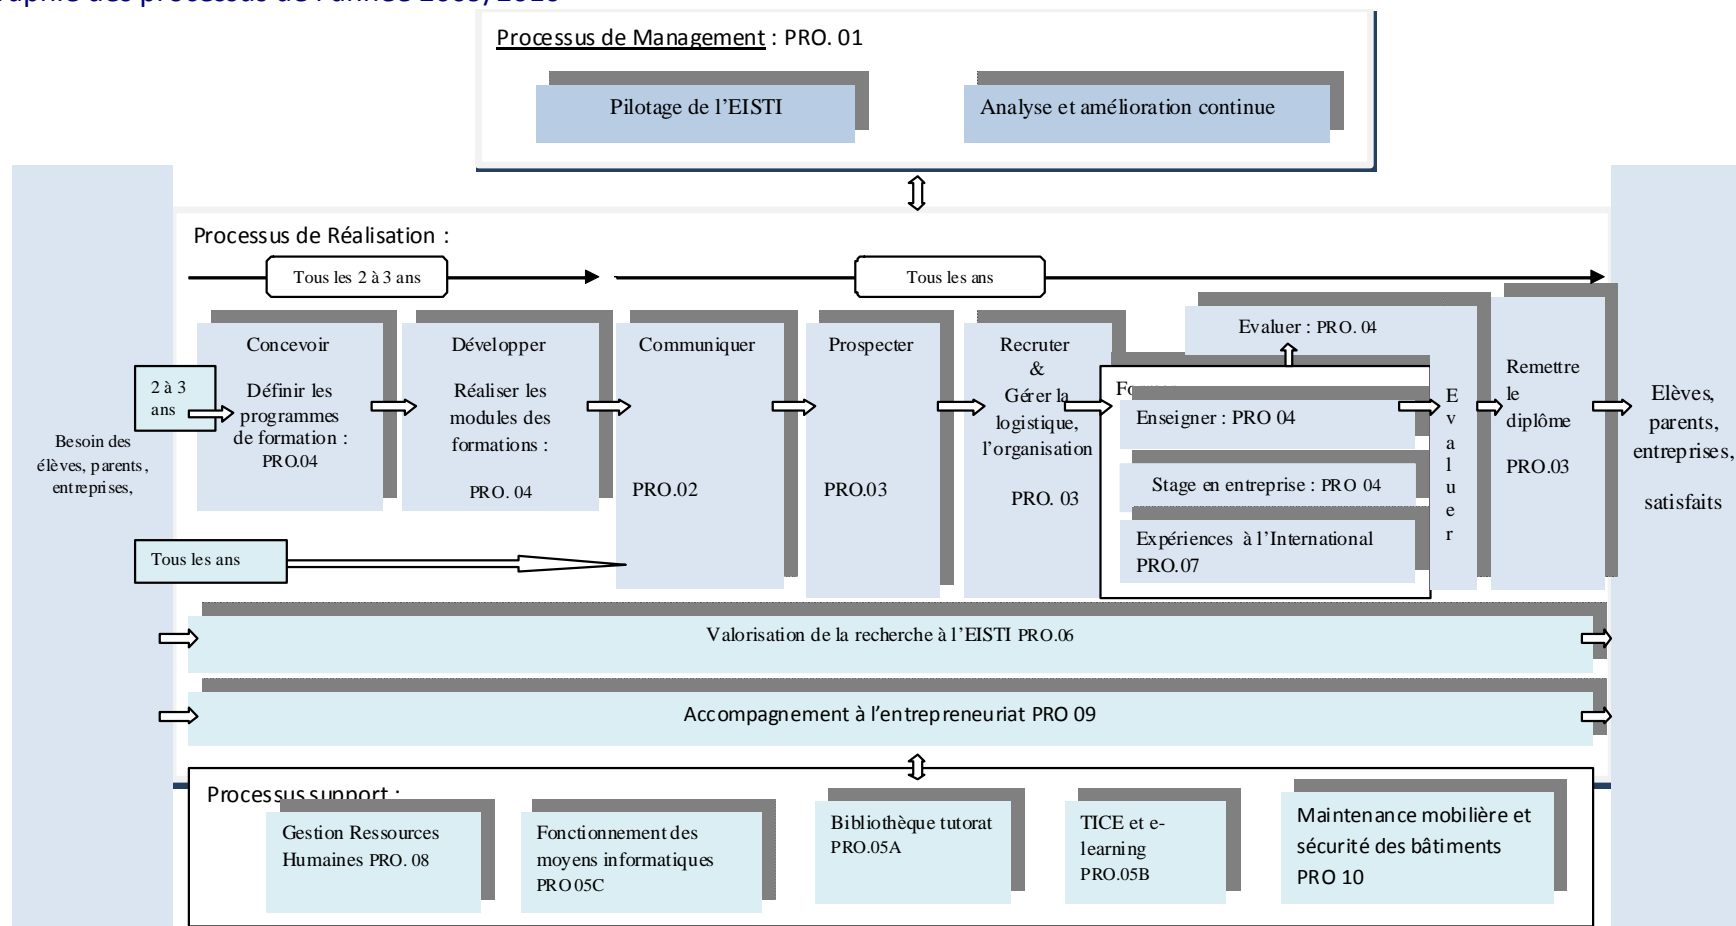 des processus de l'année
Processus de Management : PRO. 01
Pilotage de l'EISTI
Analyse et amélioration continue
Processus de Réalisation :
Tous les 2 à 3 ans
Tous les ans
Concevoir
Définir les
programmes
de formation :
PRO.04
Développer
Réaliser les
modules des
formations :
PRO. 04
Communiquer
PRO.02
Prospecter
PRO.03
Recruter
&
Gérer la
logistique,
l'organisation
PRO. 03
Evaluer : PRO. 04
Enseigner : PRO 04
Stage en entreprise : PRO 04
Expériences à l'International
PRO.07
E
v
a
l
u
e
r
Remettre
le
diplôme
PRO.03
2 à 3
ans
Besoin des
élèves, parents,
entreprises,
Tous les ans
Elèves,
parents,
entreprises,
satisfaits
Valorisation de la recherche à l'EISTI PRO.06
Accompagnement à l'entrepreneuriat PRO 09
Processus support :
Gestion Ressources
Humaines PRO. 08
Fonctionnement des
moyens informatiques
PRO 05C
Bibliothèque tutorat
PRO.05A
TICE et e-
learning
PRO.05B
Maintenance mobilière et
sécurité des bâtiments
PRO 10